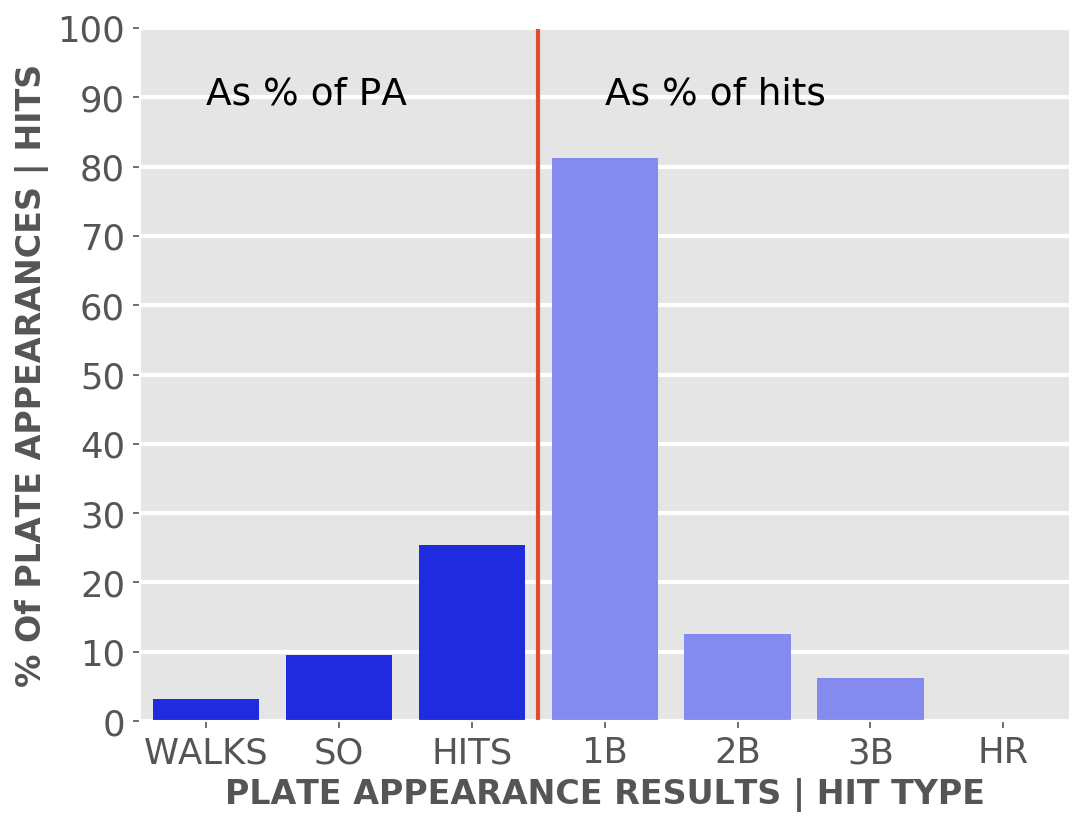 % Of PLATE APPEARANCES | HITS
100
90
80
70
60
50
40
30
20
10
0
As % of PA
As % of hits
WALKS SO HITS 1B 2B 3B HR
PLATE APPEARANCE RESULTS | HIT TYPE